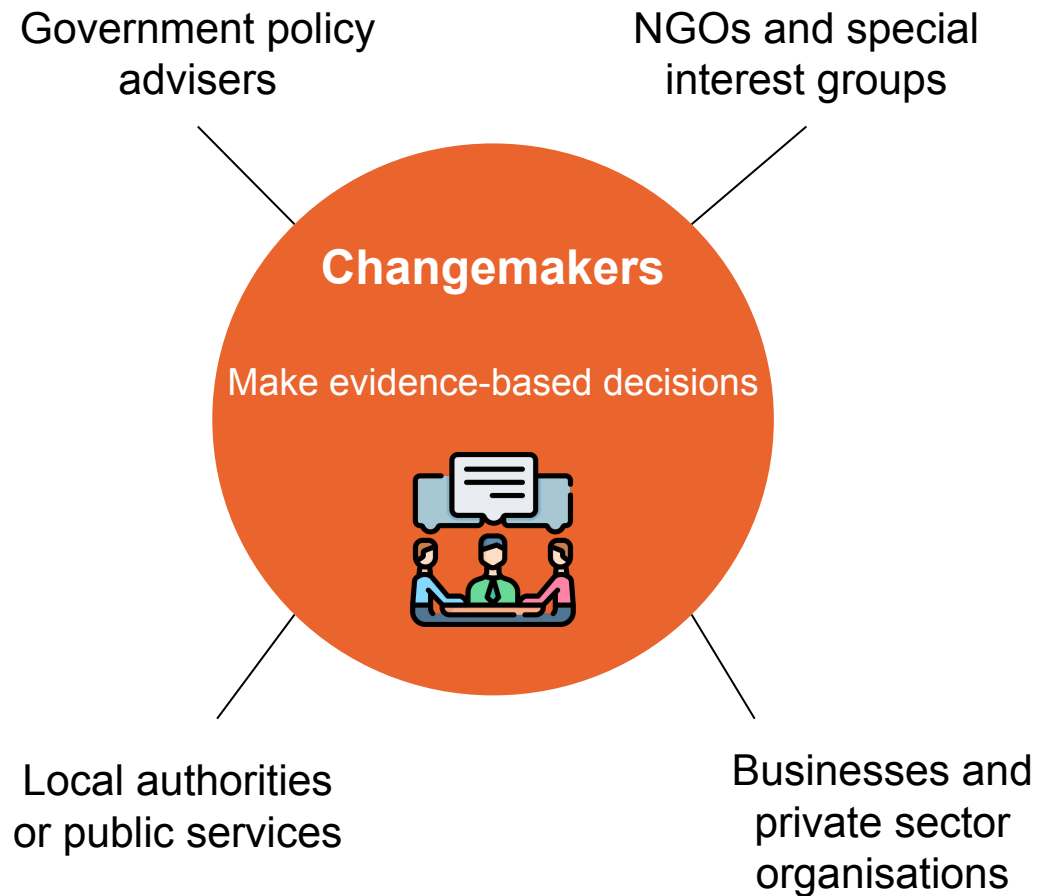 Government policy
advisers
NGOs and special
interest groups
Changemakers
Make evidence-based decisions
Local authorities
or public services
Businesses and
private sector
organisations